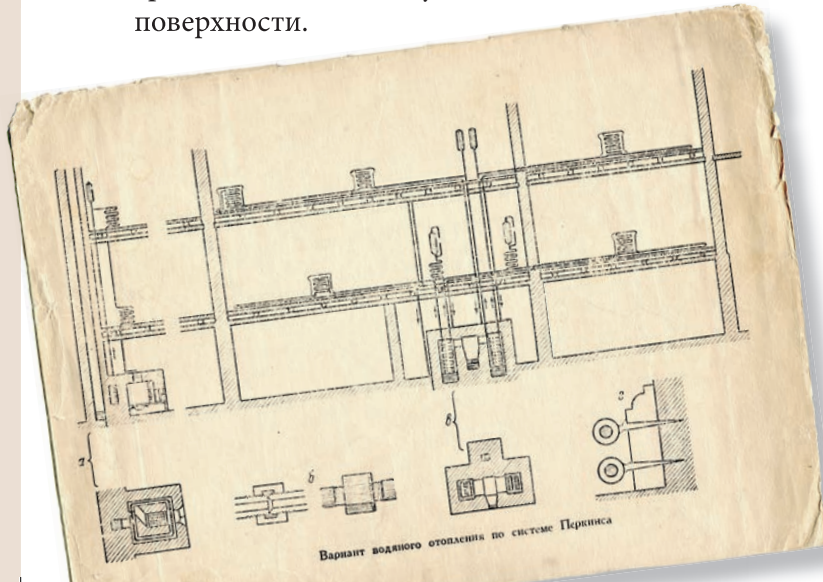 поверхности.
а
б
в
г
Вариант водяного отопления по системе Перкинса